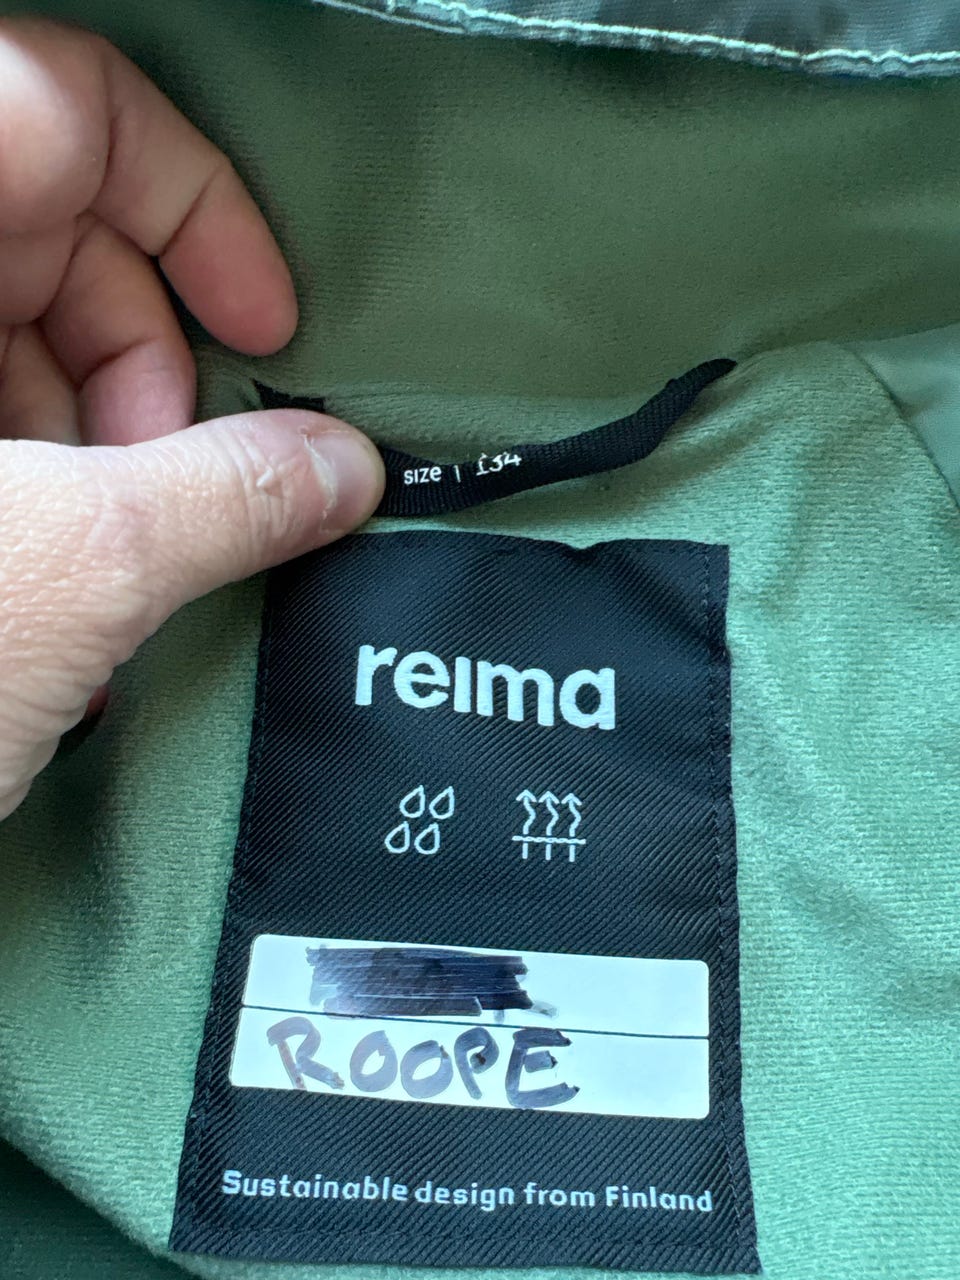 SIZE | 134
reima
ROOPE
Sustainable design from Finland